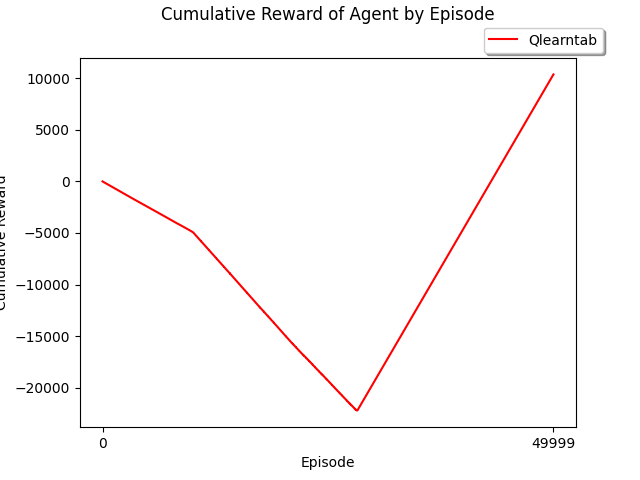 Cumulative Reward of Agent by Episode
Qlearntab
10000
5000
0
−5000
−10000
−15000
−20000
Cumulative Reward
0
49999
Episode